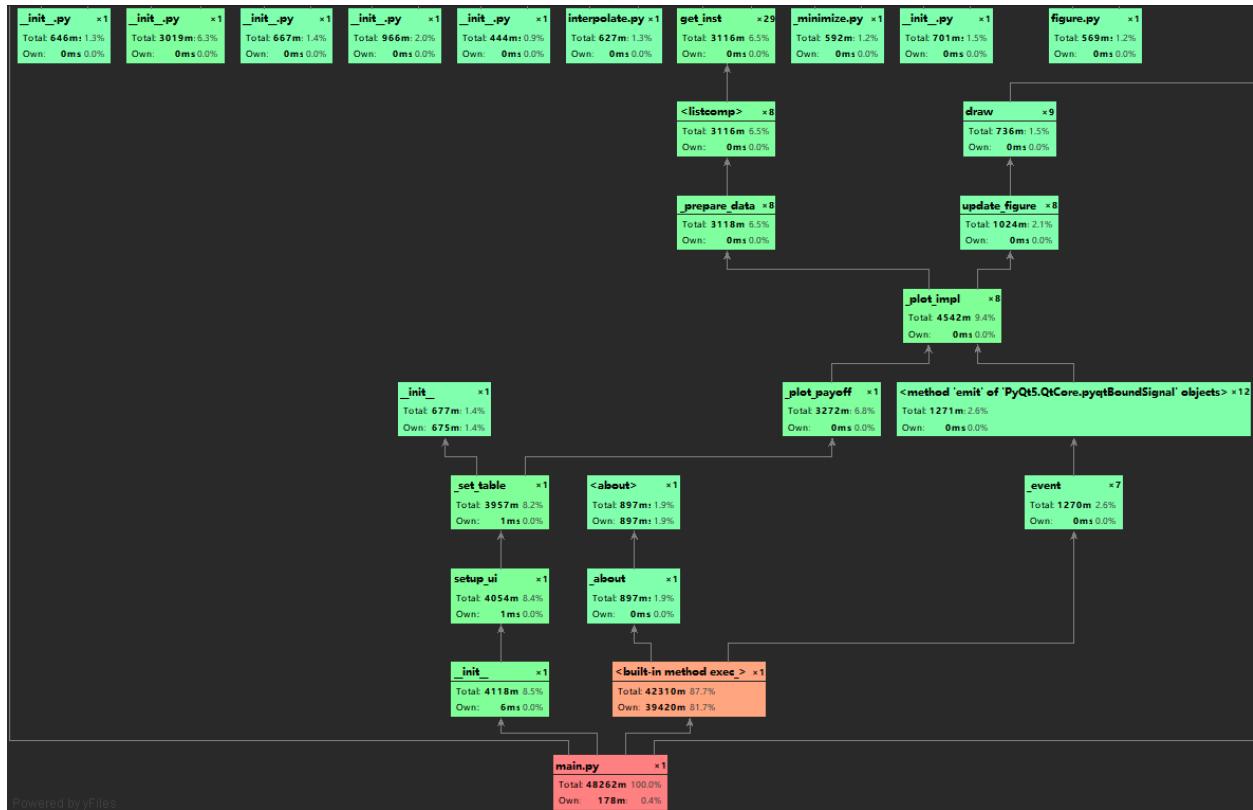 __init__.py ×1
Total: 646ms 1.3%
Own: 0ms 0.0%
__init__.py ×1
Total: 3019ms 6.3%
Own: 0ms 0.0%
__init__.py ×1
Total: 667ms 1.4%
Own: 0ms 0.0%
__init__.py ×1
Total: 966ms 2.0%
Own: 0ms 0.0%
__init__.py ×1
Total: 444ms 0.9%
Own: 0ms 0.0%
interpolate.py ×1
Total: 627ms 1.3%
Own: 0ms 0.0%
get_inst ×29
Total: 3116m 6.5%
Own: 0ms 0.0%
_minimize.py ×1
Total: 592ms 1.2%
Own: 0ms 0.0%
__init__.py ×1
Total: 701ms 1.5%
Own: 0ms 0.0%
figure.py ×1
Total: 569ms 1.2%
Own: 0ms 0.0%
<listcomp> ×8
Total: 3116m 6.5%
Own: 0ms 0.0%
draw ×9
Total: 736m: 1.5%
Own: 0ms 0.0%
_prepare_data ×8
Total: 3118m 6.5%
Own: 0ms 0.0%
update_figure ×8
Total: 1024m: 2.1%
Own: 0ms 0.0%
_plot_impl ×8
Total: 4542m 9.4%
Own: 0ms 0.0%
__init__ ×1
Total: 677m: 1.4%
Own: 675m: 1.4%
_plot_payoff ×1
Total: 3272m: 6.8%
Own: 0ms 0.0%
<method 'emit' of 'PyQt5.QtCore.pyqtBoundSignal' objects> ×12
Total: 1271m: 2.6%
Own: 0ms 0.0%
_set_table ×1
Total: 3957m 8.2%
Own: 1ms 0.0%
<about> ×1
Total: 897m: 1.9%
Own: 897m: 1.9%
_event ×7
Total: 1270m 2.6%
Own: 0ms 0.0%
setup_ui ×1
Total: 4054m 8.4%
Own: 1ms 0.0%
_about ×1
Total: 897m: 1.9%
Own: 0ms 0.0%
__init__ ×1
Total: 4118m 8.5%
Own: 6ms 0.0%
<built-in method exec_> ×1
Total: 42310m 87.7%
Own: 39420m 81.7%
main.py ×1
Total: 48262m 100.0%
Own: 178m: 0.4%
Powered by yFiles